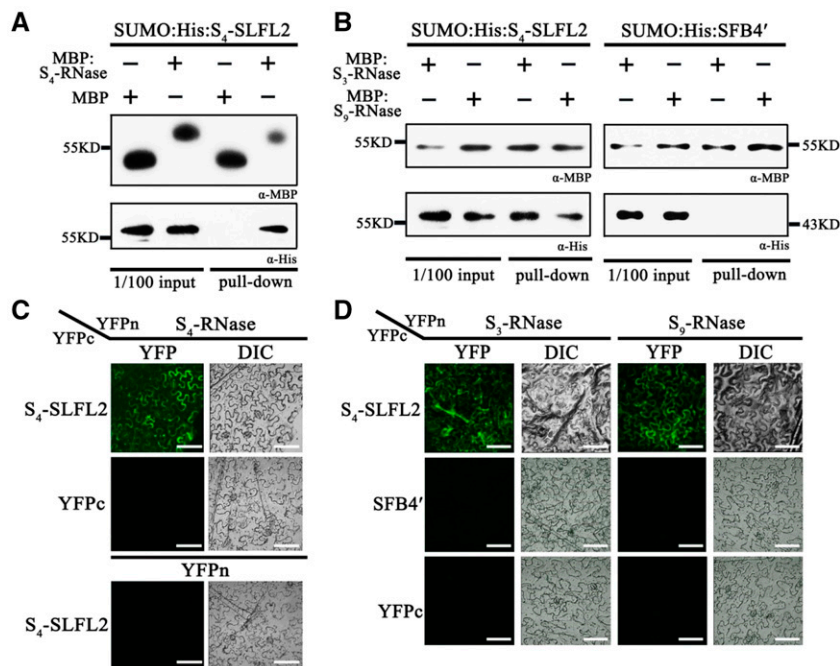 A
SUMO:His:S4-SLFL2
MBP: S4-RNase − + − +
MBP + − + −
55KD
α-MBP
55KD
α-His
1/100 input pull-down
B
SUMO:His:S4-SLFL2 SUMO:His:SFB4′
MBP: S3-RNase + − + − + − + −
MBP: S9-RNase − + − + − + − +
55KD 55KD
α-MBP α-MBP
55KD 43KD
α-His α-His
1/100 input pull-down 1/100 input pull-down
C
YFPn S4-RNase
YFPc YFP DIC
S4-SLFL2
YFPc
YFPn
S4-SLFL2
D
YFPn S3-RNase S9-RNase
YFPc YFP DIC YFP DIC
S4-SLFL2
SFB4′
YFPc